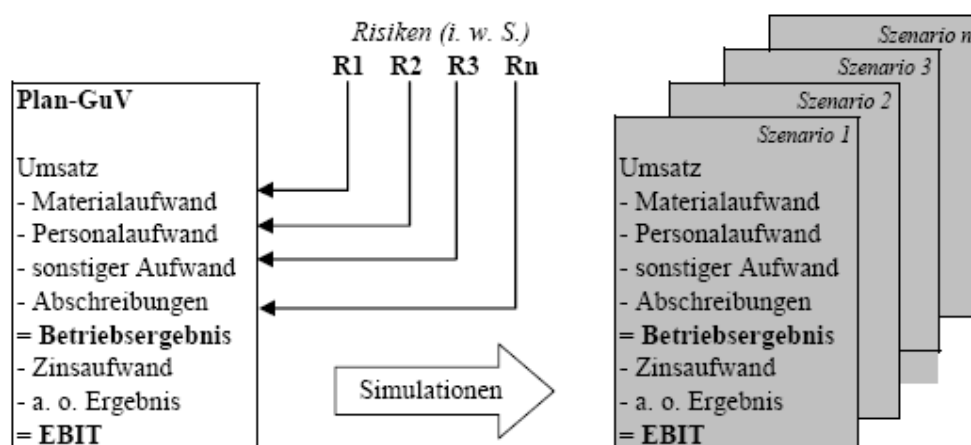 Risiken (i. w. S.)
R1 R2 R3 Rn
Plan-GuV
Umsatz
- Materialaufwand
- Personalaufwand
- sonstiger Aufwand
- Abschreibungen
= Betriebsergebnis
- Zinsaufwand
- a. o. Ergebnis
= EBIT
Simulationen
Szenario n
Szenario 3
Szenario 2
Szenario 1
Umsatz
- Materialaufwand
- Personalaufwand
- sonstiger Aufwand
- Abschreibungen
= Betriebsergebnis
- Zinsaufwand
- a. o. Ergebnis
= EBIT